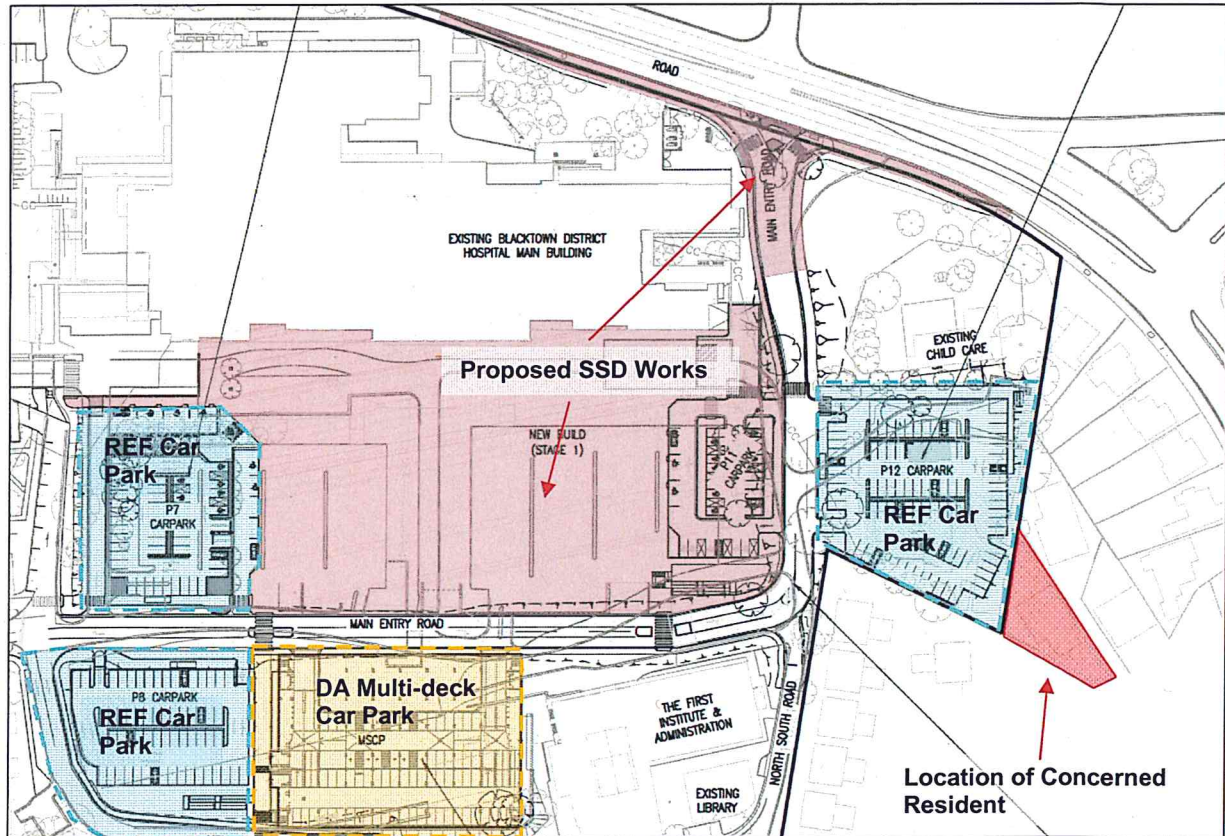 ROAD
MAIN ENTRY ROAD
EXISTING BLACKTOWN DISTRICT
HOSPITAL MAIN BUILDING
EXISTING
CHILD CARE
Proposed SSD Works
REF Car
Park
P7
CARPARK
NEW BUILD
(STAGE 1)
P11
CARPARK
P12 CARPARK
REF Car
Park
MAIN ENTRY ROAD
P8 CARPARK
REF Car
Park
DA Multi-deck
Car Park
MSCP
THE FIRST
INSTITUTE &
ADMINISTRATION
EXISTING
LIBRARY
NORTH SOUTH ROAD 1
Location of Concerned
Resident